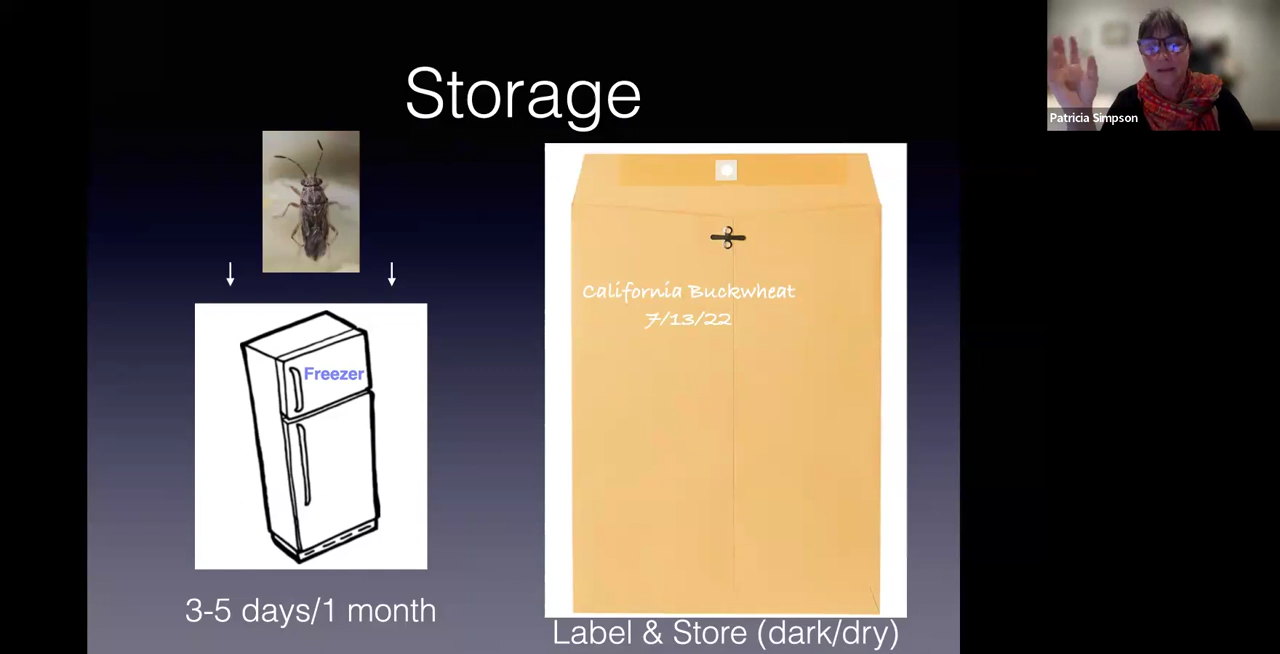 Storage
Patricia Simpson
California Buckwheat
7/13/22
Freezer
3-5 days/1 month
Label & Store (dark/dry)